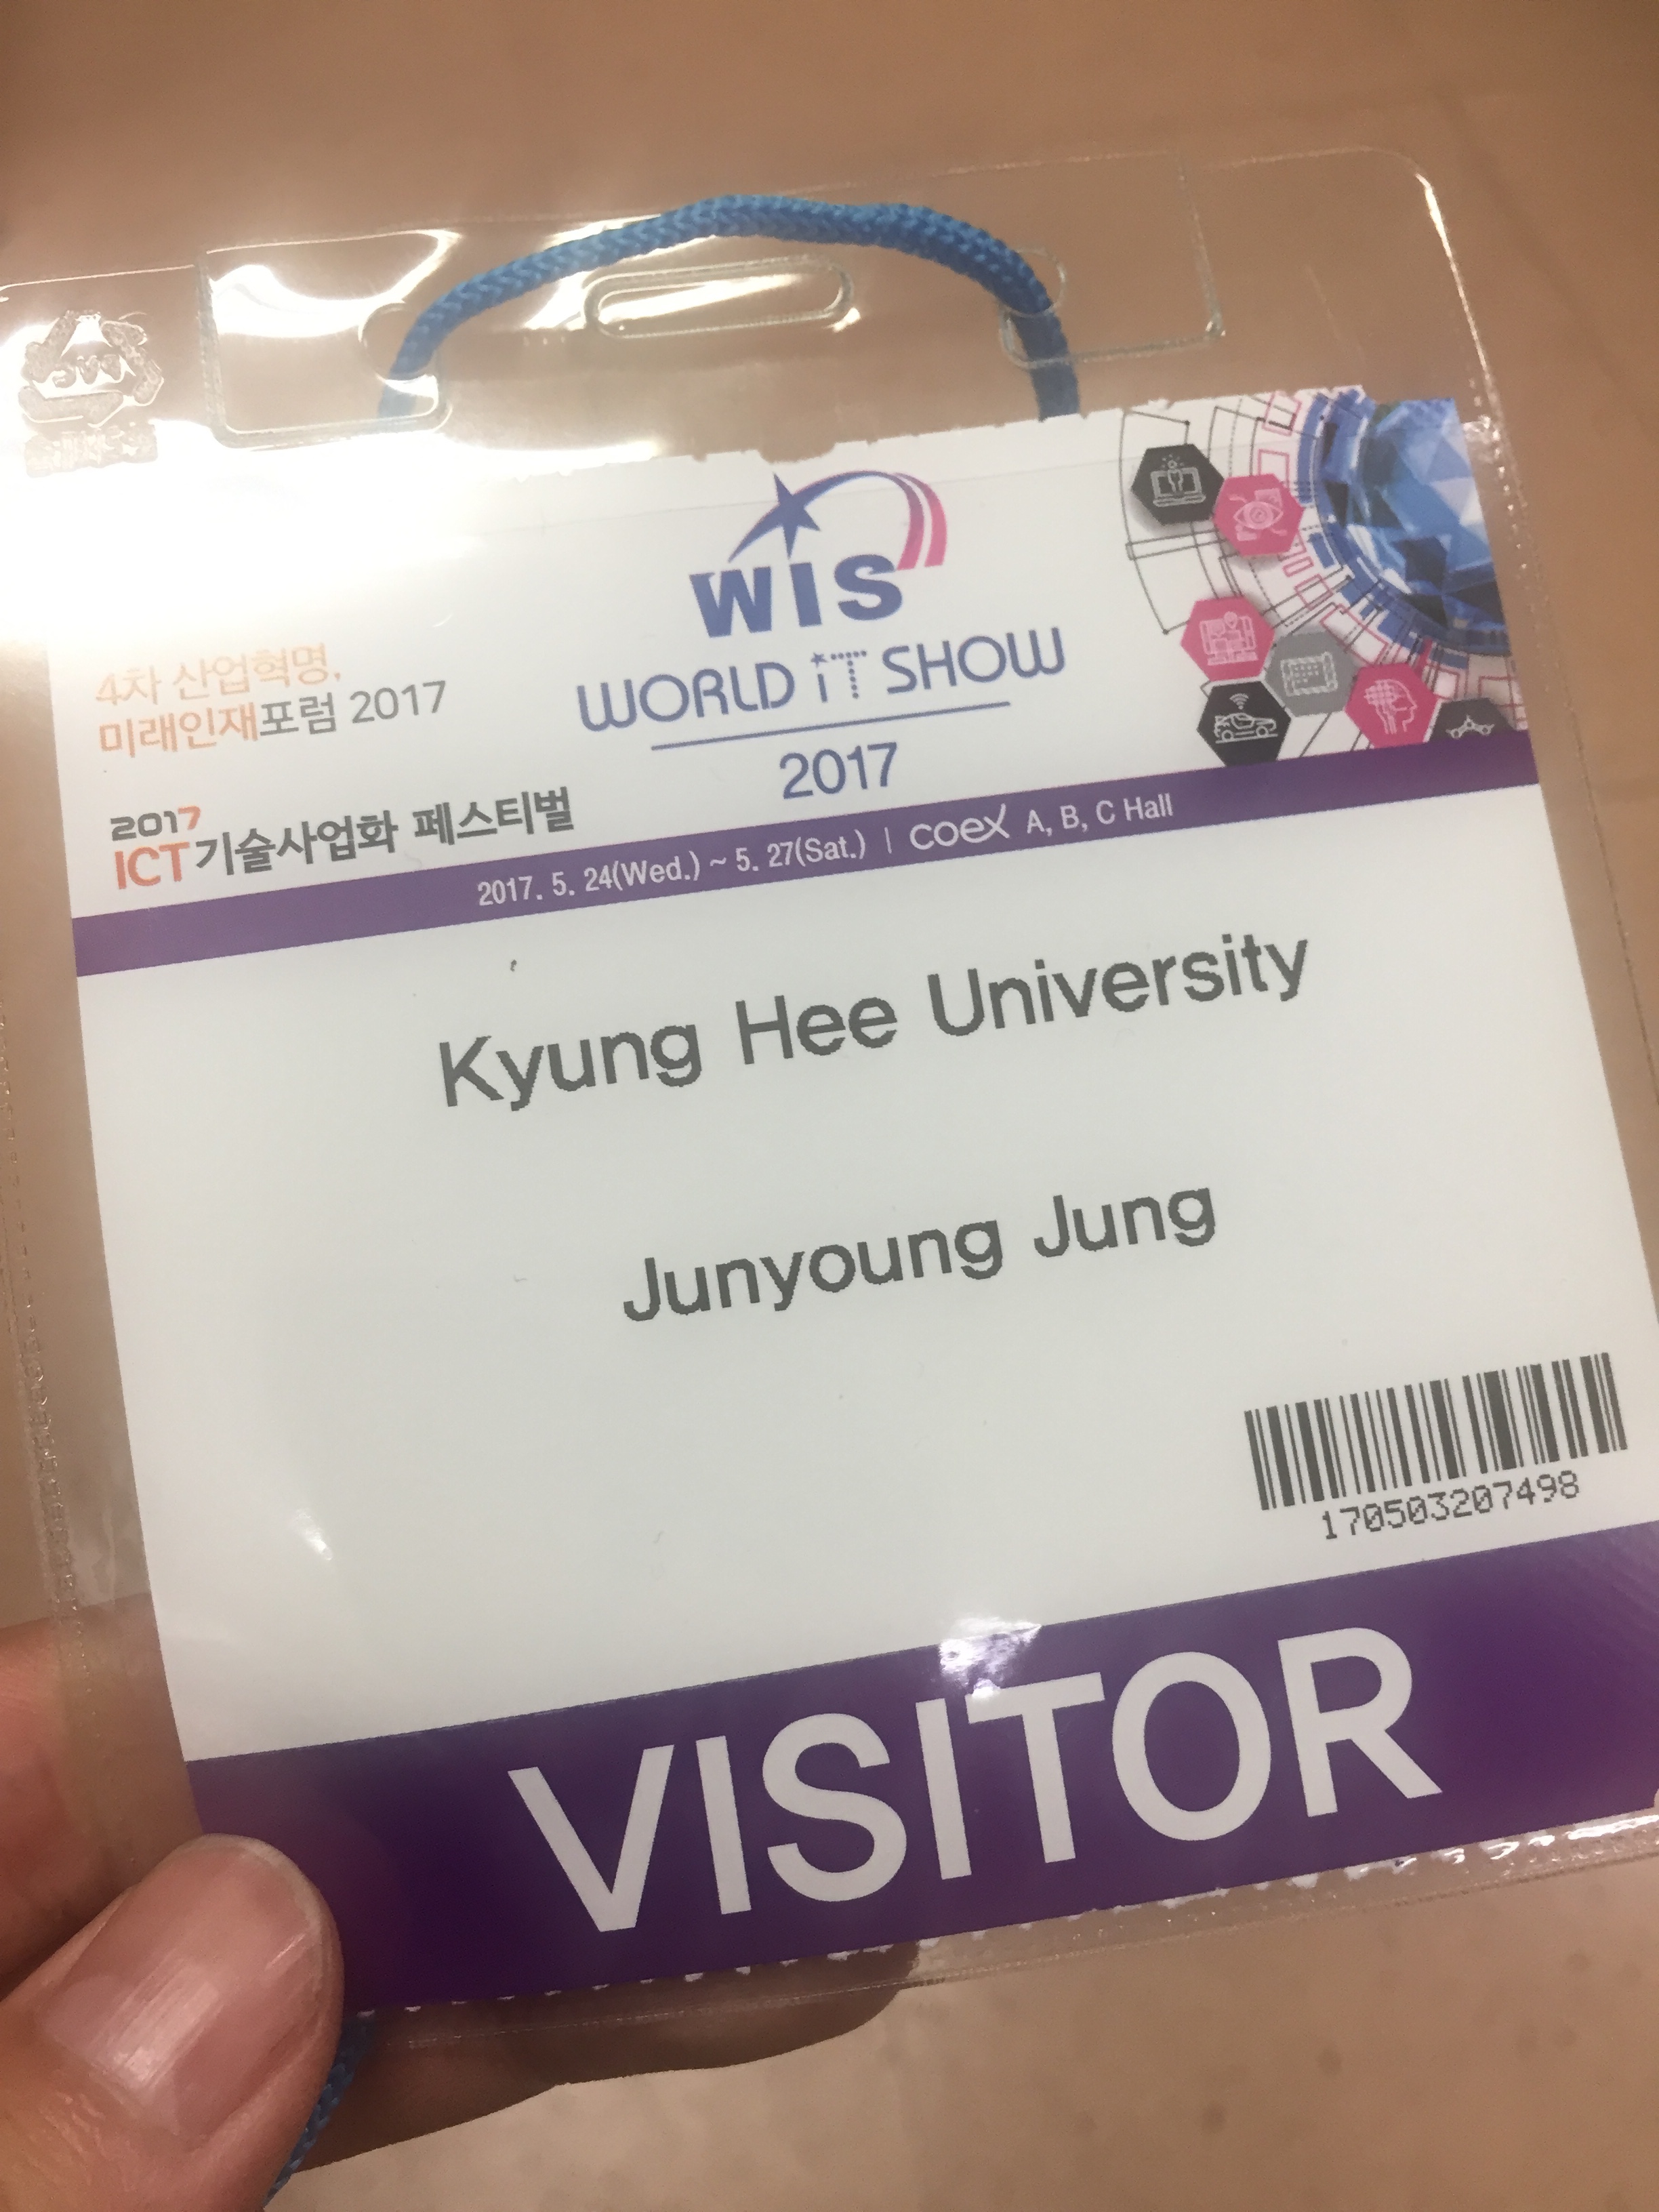 WIS
WORLD iT SHOW
2017
4차 산업혁명,
미래인재포럼 2017
2017
ICT기술사업화 페스티벌
2017. 5. 24(Wed.) ~ 5. 27(Sat.) | coex A, B, C Hall
Kyung Hee University
Junyoung Jung
170503207498
VISITOR